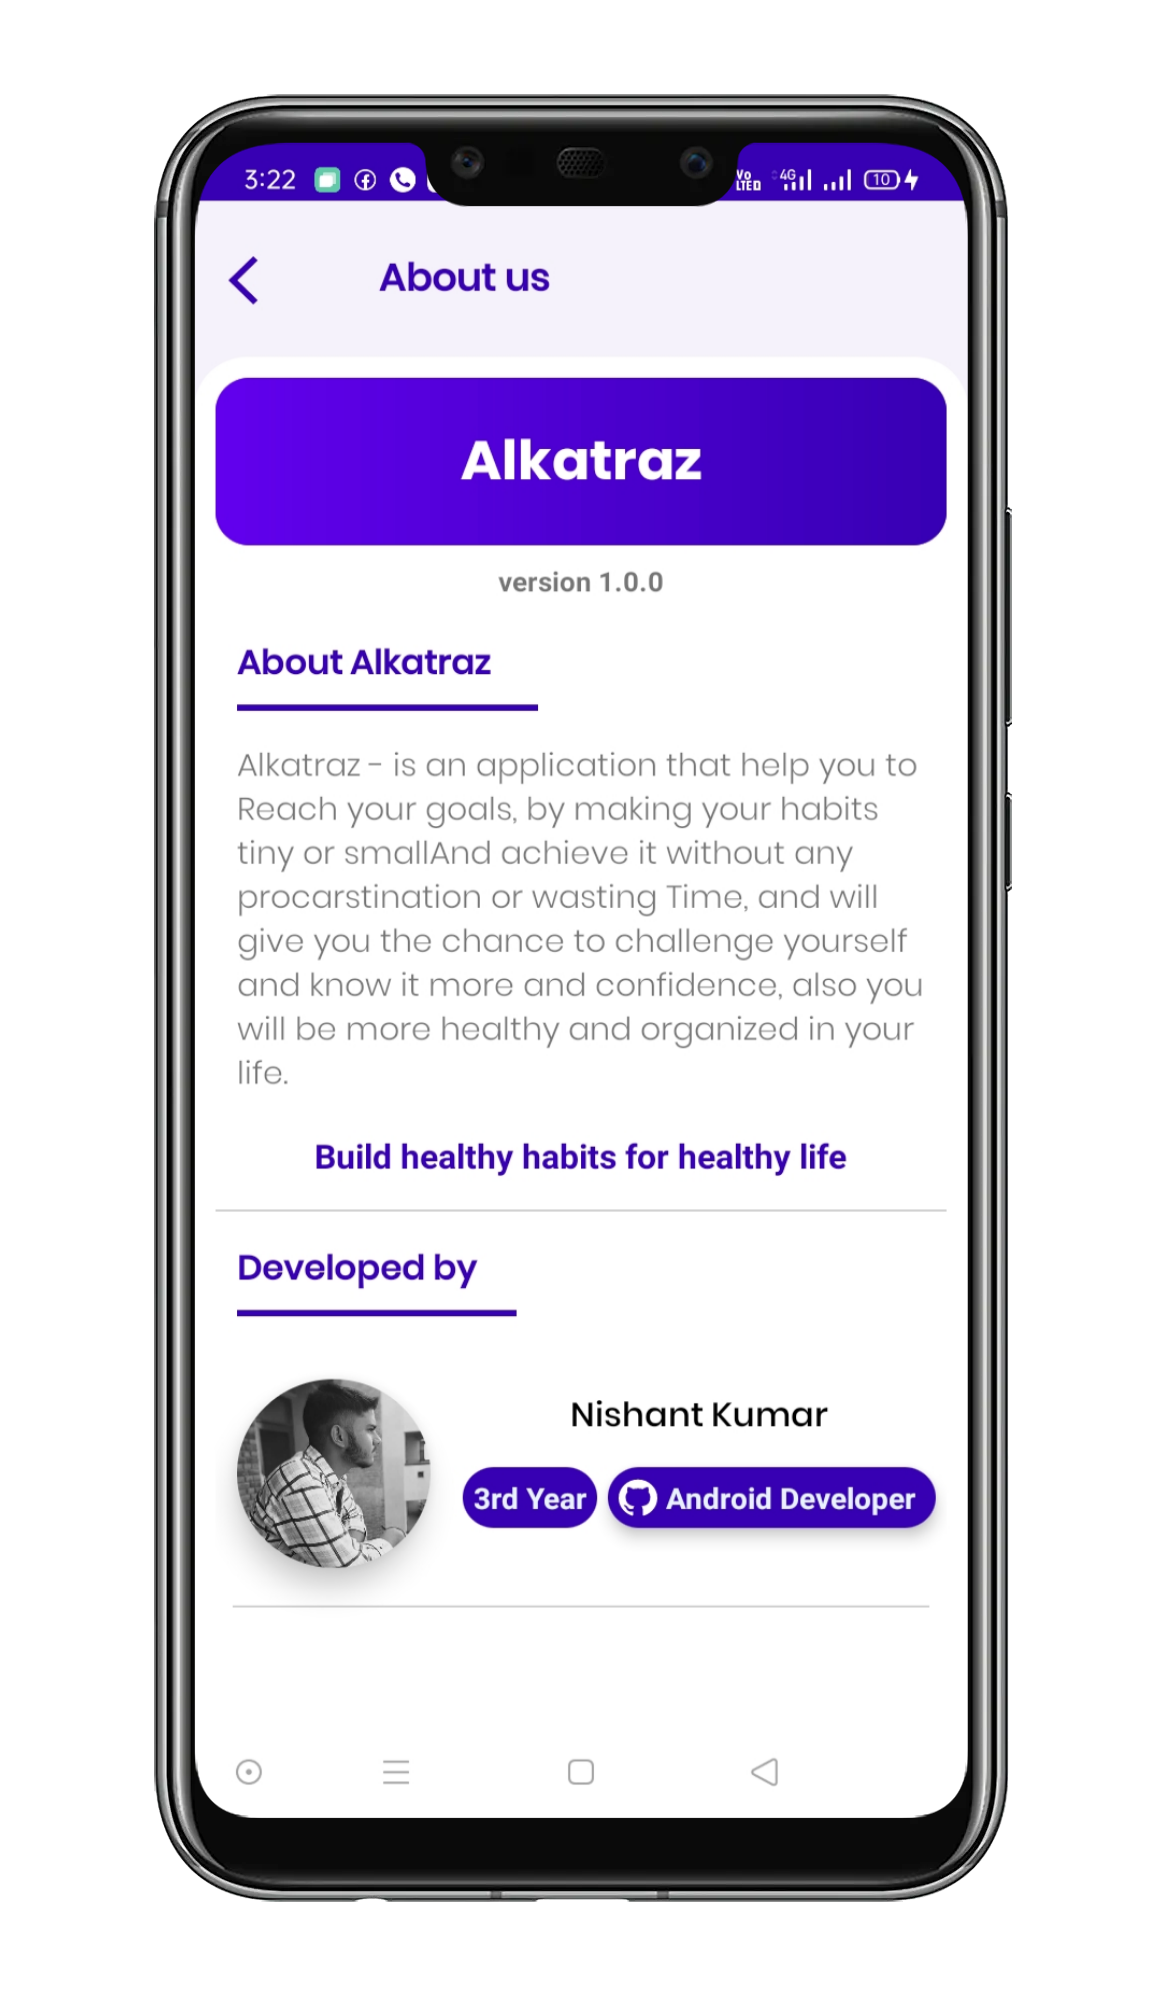 3:22
Vo
LTED
4G
10
About us
Alkatraz
version 1.0.0
About Alkatraz
Alkatraz - is an application that help you to
Reach your goals, by making your habits
tiny or smallAnd achieve it without any
procarstination or wasting Time, and will
give you the chance to challenge yourself
and know it more and confidence, also you
will be more healthy and organized in your
life.
Build healthy habits for healthy life
Developed by
Nishant Kumar
3rd Year
Android Developer